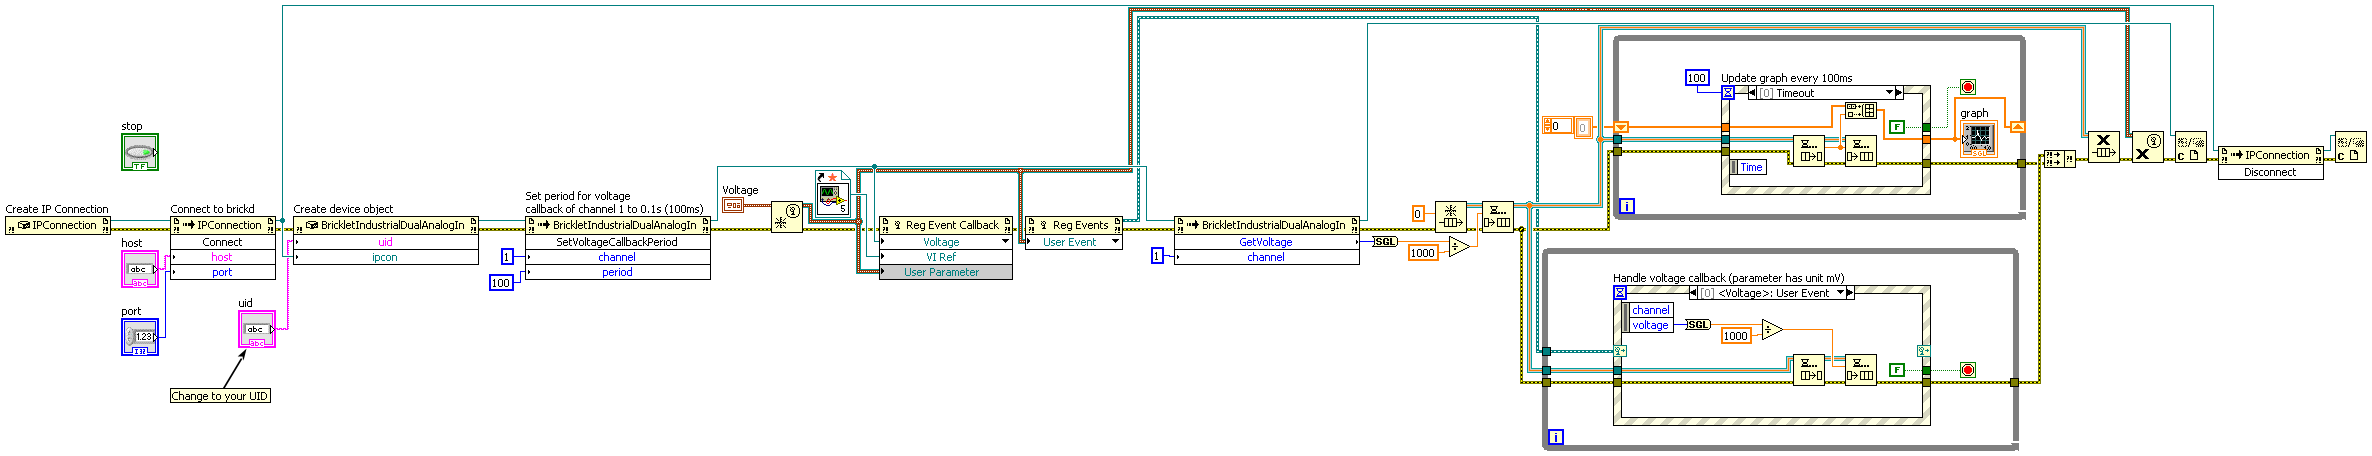 stop
TF
Create IP Connection
IPConnection
Connect to brickd
IPConnection
Connect
host
port
host
abc
abc
port
1.23
uid
abc
abc
Change to your UID
Create device object
BrickletIndustrialDualAnalogIn
uid
ipcon
Set period for voltage
callback of channel 1 to 0.1s (100ms)
BrickletIndustrialDualAnalogIn
SetVoltageCallbackPeriod
channel
period
1
100
Voltage
5
Reg Event Callback
Voltage
VI Ref
User Parameter
Reg Events
User Event
BrickletIndustrialDualAnalogIn
GetVoltage
channel
1
SGL
1000
0
0
0
100
Update graph every 100ms
[0] Timeout
Time
F
graph
SGL
i
Handle voltage callback (parameter has unit mV)
[0] <Voltage>: User Event
channel
voltage
SGL
1000
F
i
X
X
C
IPConnection
Disconnect
C